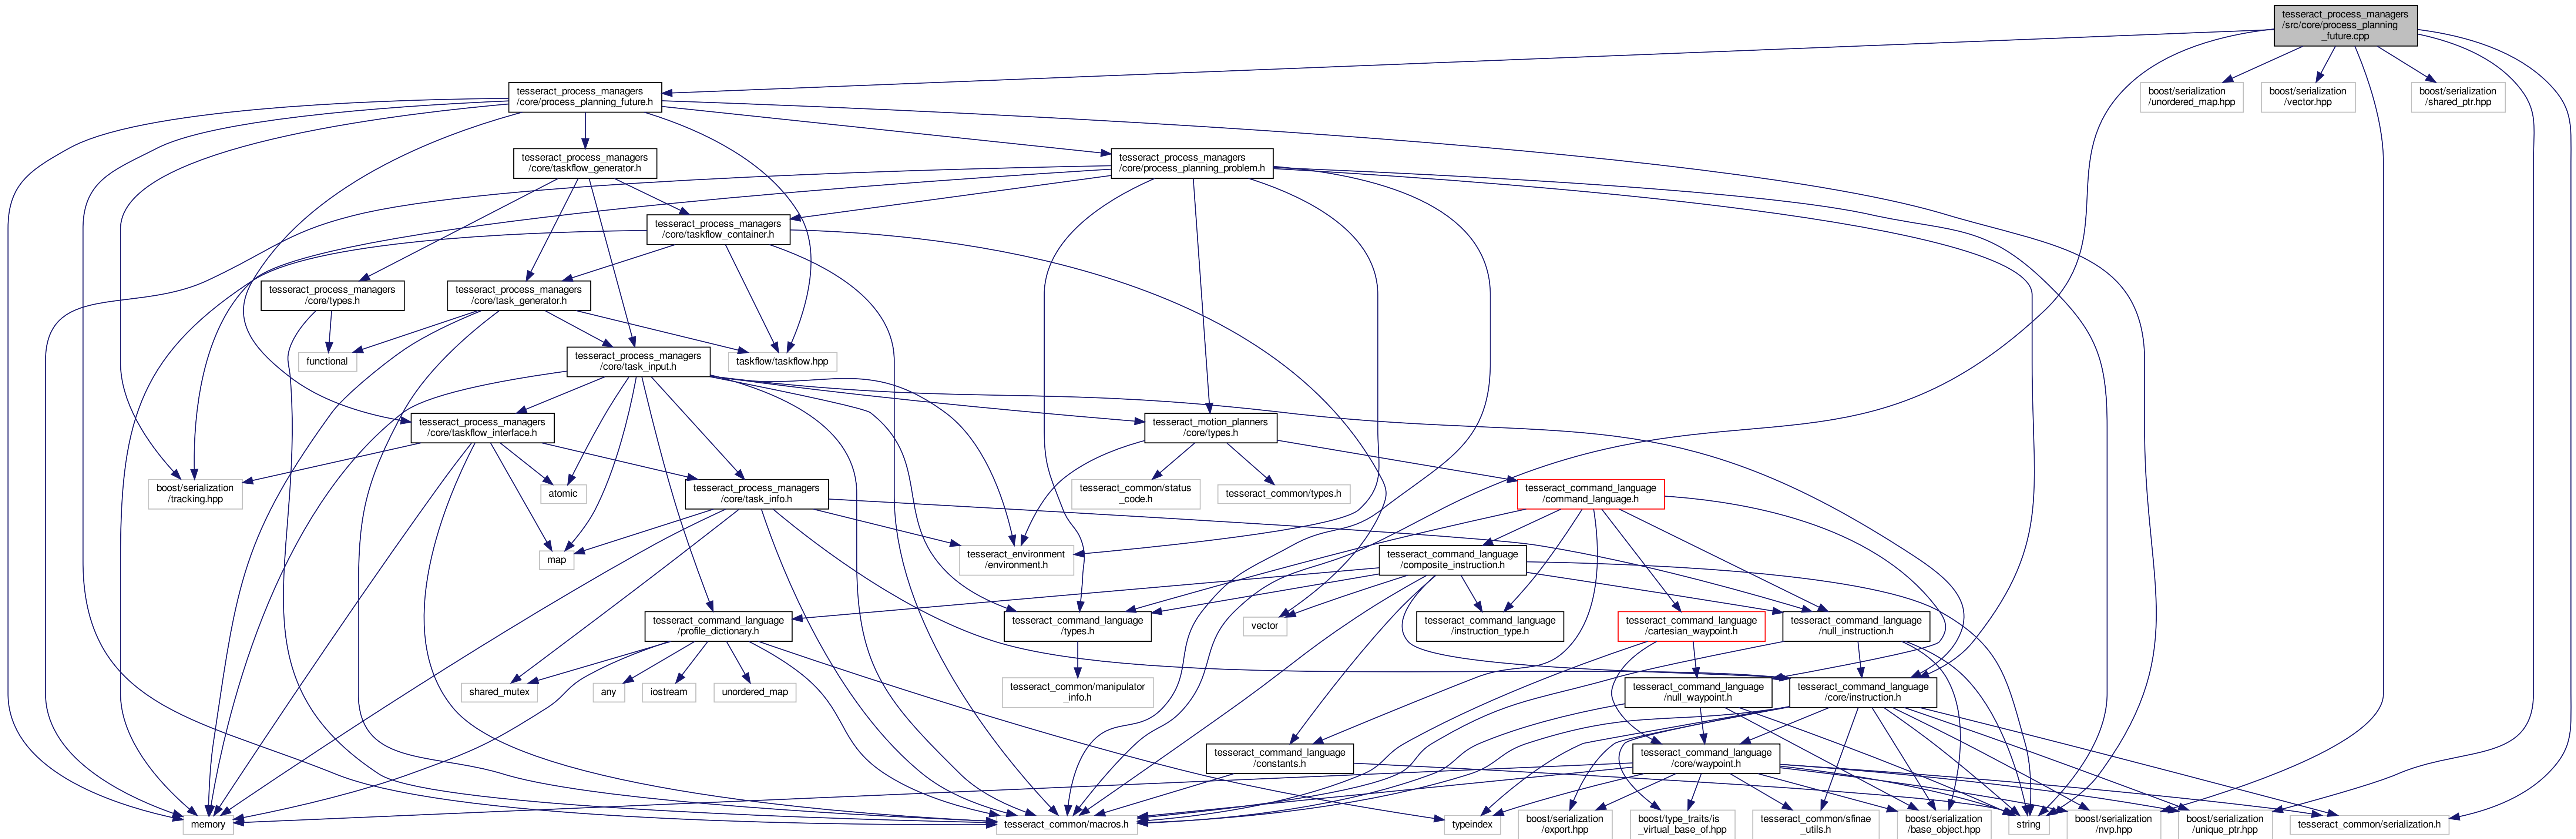 tesseract_process_managers
/src/core/process_planning
_future.cpp
tesseract_process_managers
/core/process_planning_future.h
boost/serialization
/unordered_map.hpp
boost/serialization
/vector.hpp
boost/serialization
/shared_ptr.hpp
tesseract_process_managers
/core/taskflow_generator.h
tesseract_process_managers
/core/process_planning_problem.h
tesseract_process_managers
/core/taskflow_container.h
tesseract_process_managers
/core/types.h
tesseract_process_managers
/core/task_generator.h
functional
tesseract_process_managers
/core/task_input.h
taskflow/taskflow.hpp
tesseract_process_managers
/core/taskflow_interface.h
tesseract_motion_planners
/core/types.h
boost/serialization
/tracking.hpp
atomic
tesseract_process_managers
/core/task_info.h
tesseract_common/status
_code.h
tesseract_common/types.h
tesseract_command_language
/command_language.h
map
tesseract_environment
/environment.h
tesseract_command_language
/composite_instruction.h
tesseract_command_language
/profile_dictionary.h
tesseract_command_language
/types.h
vector
tesseract_command_language
/instruction_type.h
tesseract_command_language
/cartesian_waypoint.h
tesseract_command_language
/null_instruction.h
shared_mutex
any
iostream
unordered_map
tesseract_common/manipulator
_info.h
tesseract_command_language
/null_waypoint.h
tesseract_command_language
/core/instruction.h
tesseract_command_language
/constants.h
tesseract_command_language
/core/waypoint.h
memory
tesseract_common/macros.h
typeindex
boost/serialization
/export.hpp
boost/type_traits/is
_virtual_base_of.hpp
tesseract_common/sfinae
_utils.h
boost/serialization
/base_object.hpp
string
boost/serialization
/nvp.hpp
boost/serialization
/unique_ptr.hpp
tesseract_common/serialization.h